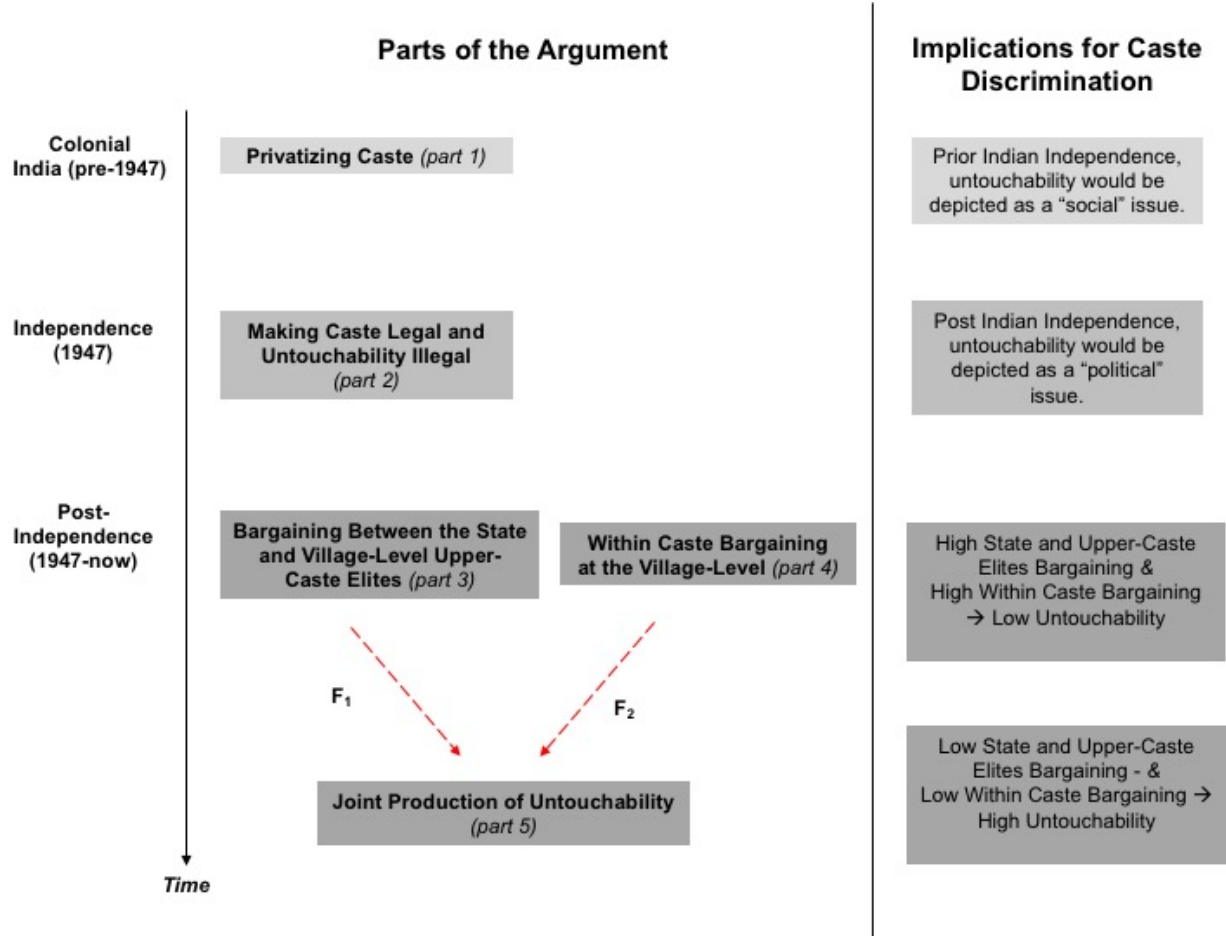 Parts of the Argument
Implications for Caste
Discrimination
Colonial
India (pre-1947)
Privatizing Caste (part 1)
Prior Indian Independence,
untouchability would be
depicted as a “social” issue.
Independence
(1947)
Making Caste Legal and
Untouchability Illegal
(part 2)
Post Indian Independence,
untouchability would be
depicted as a “political”
issue.
Post-
Independence
(1947-now)
Bargaining Between the State
and Village-Level Upper-
Caste Elites (part 3)
Within Caste Bargaining
at the Village-Level (part 4)
High State and Upper-Caste
Elites Bargaining &
High Within Caste Bargaining
→ Low Untouchability
F₁
F₂
Low State and Upper-Caste
Elites Bargaining - &
Low Within Caste Bargaining →
High Untouchability
Joint Production of Untouchability
(part 5)
Time